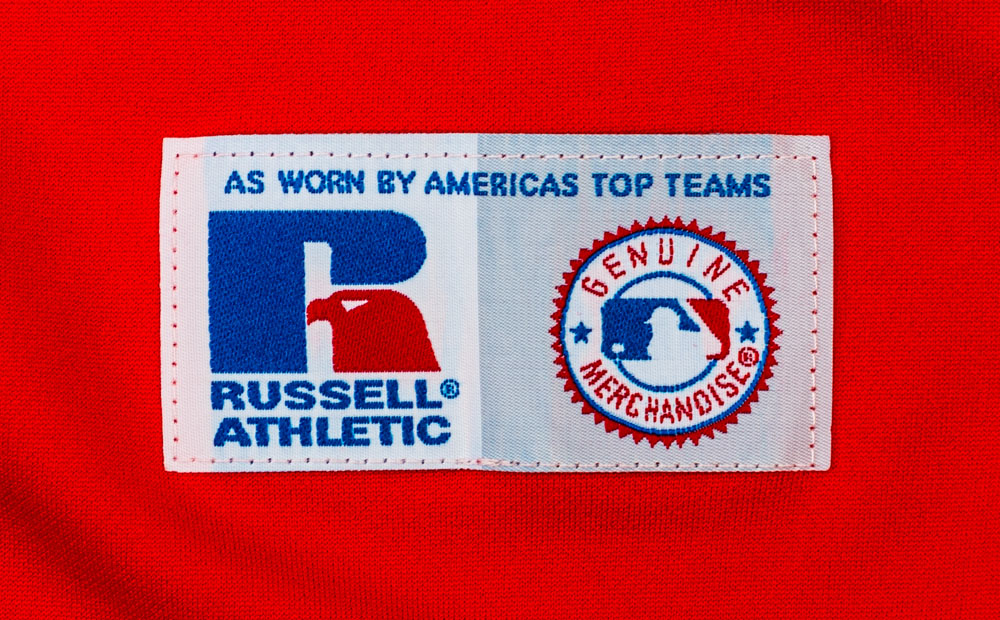 AS WORN BY AMERICAS TOP TEAMS
GENUINE
MERCHANDISE®
RUSSELL®
ATHLETIC